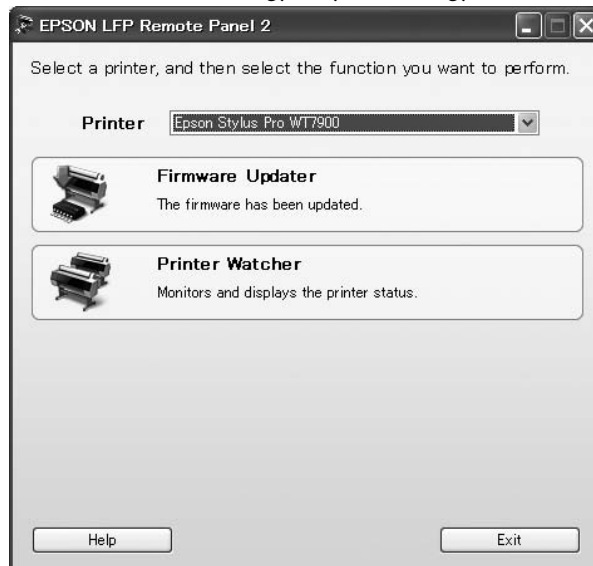 EPSON LFP Remote Panel 2
Select a printer, and then select the function you want to perform.
Printer Epson Stylus Pro WT7900
Firmware Updater
The firmware has been updated.
Printer Watcher
Monitors and displays the printer status.
Help Exit